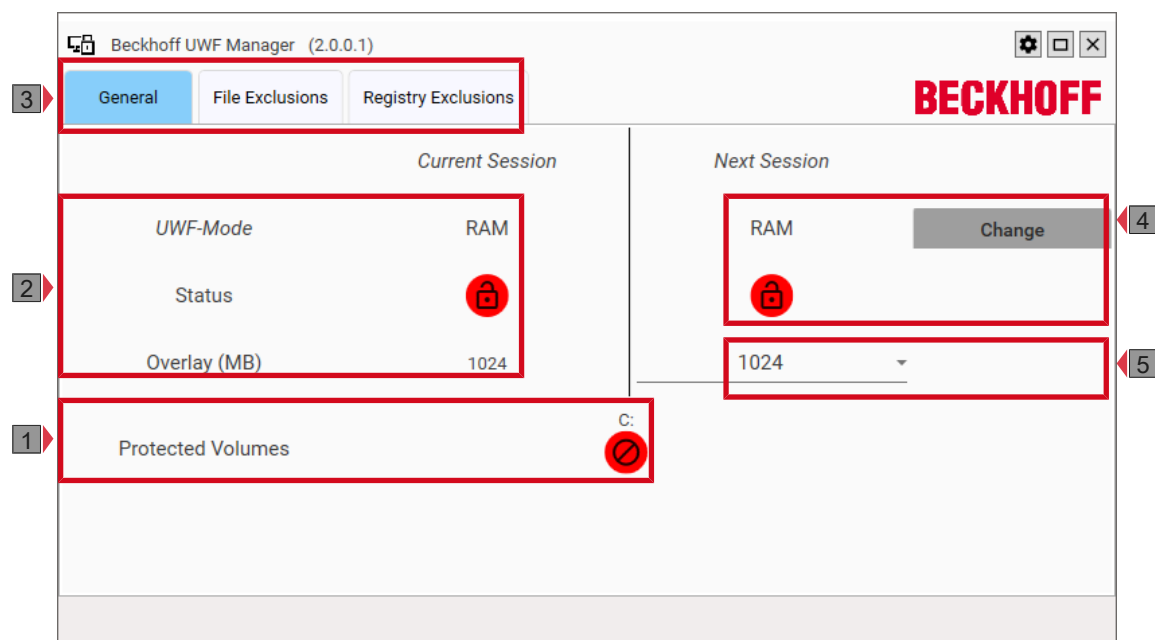 Beckhoff UWF Manager (2.0.0.1)
3
General File Exclusions Registry Exclusions
BECKHOFF
Current Session Next Session
UWF-Mode RAM RAM Change
4
2
Status
Overlay (MB) 1024 1024
5
C:
1
Protected Volumes